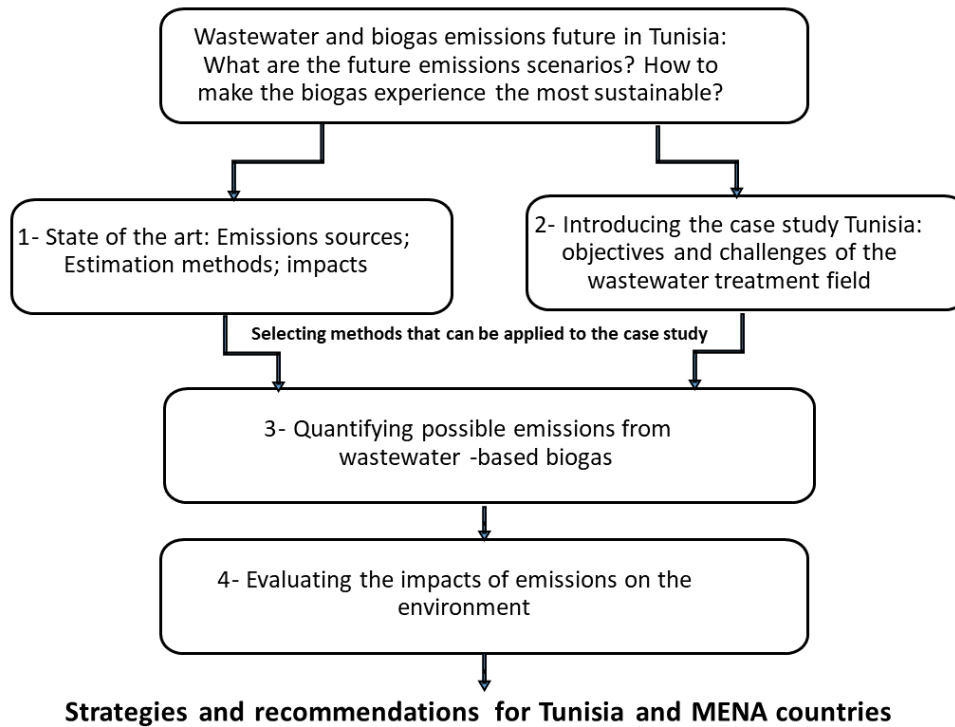 Wastewater and biogas emissions future in Tunisia:
What are the future emissions scenarios? How to
make the biogas experience the most sustainable?
1- State of the art: Emissions sources;
Estimation methods; impacts
2- Introducing the case study Tunisia:
objectives and challenges of the
wastewater treatment field
Selecting methods that can be applied to the case study
3- Quantifying possible emissions from
wastewater -based biogas
4- Evaluating the impacts of emissions on the
environment
Strategies and recommendations for Tunisia and MENA countries